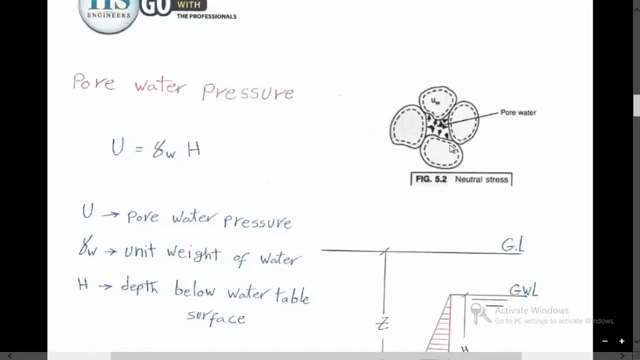 ITS
ENGINEERS
GO WITH
THE PROFESSIONALS
Pore water pressure
U = γw H
uw
Pore water
FIG. 5.2 Neutral stress
U → pore water pressure
γw → unit weight of water
H → depth below water table
surface
G.L
GWL
Z
H
Activate Windows
Go to PC settings to activate Windows.